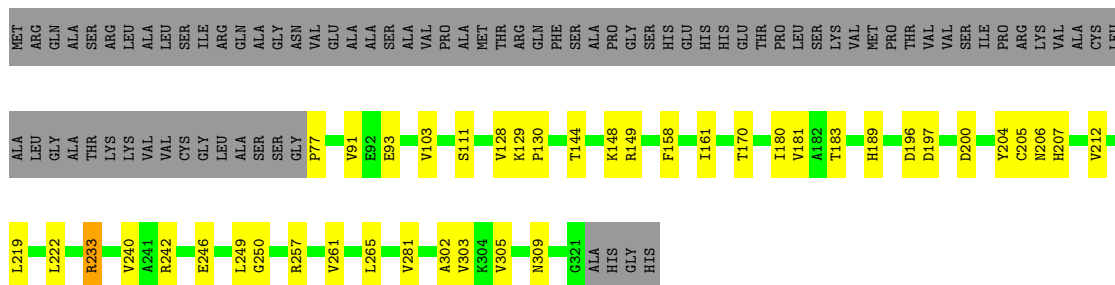 MET ARG GLN ALA SER ARG LEU ALA LEU SER ILE ARG GLN ALA GLY ASN VAL GLU ALA ALA SER ALA VAL PRO ALA MET THR ARG GLN PHE SER ALA PRO GLY SER HIS GLU HIS HIS GLU THR PRO LEU SER LYS VAL MET PRO THR VAL VAL SER ILE PRO ARG LYS VAL ALA CYS LEU
ALA LEU GLY ALA ALA THR LYS LYS VAL VAL CYS GLY LEU ALA SER SER GLY P77 V91 E92 E93 V103 S111 V128 K129 P130 T144 K148 R149 F158 I161 T170 I180 V181 A182 T183 H189 D196 D197 D200 Y204 C205 N206 H207 V212
L219 L222 R233 V240 A241 R242 E246 L249 G250 R257 V261 L265 V281 A302 V303 K304 V305 N309 G321 ALA HIS GLY HIS